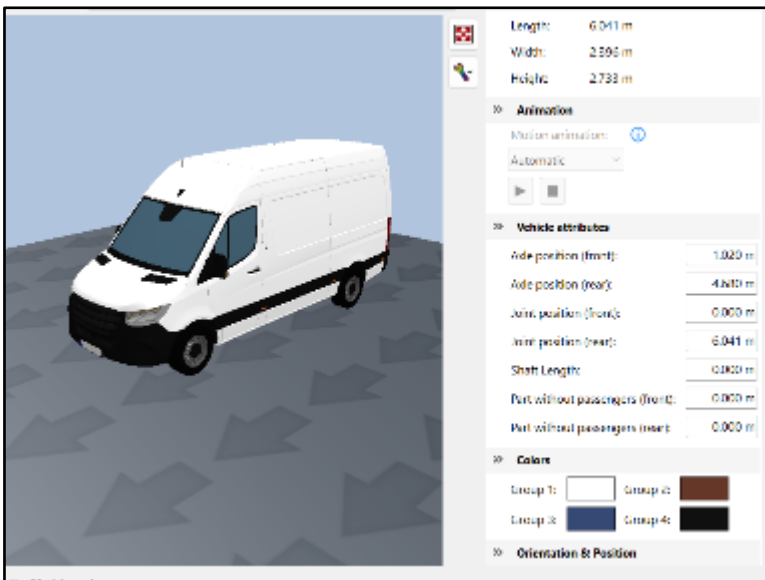 Length: 6.041 m
Width: 2.396 m
Height: 2.733 m
» Animation
Motion animation:
Automatic
» Vehicle attributes
Axle position (front): 1.020 m
Axle position (rear): 4.680 m
Joint position (front): 0.000 m
Joint position (rear): 6.041 m
Shaft Length: 0.000 m
Part without passengers (front): 0.000 m
Part without passengers (rear): 0.000 m
» Colors
Group 1: Group 2:
Group 3: Group 4:
» Orientation & Position